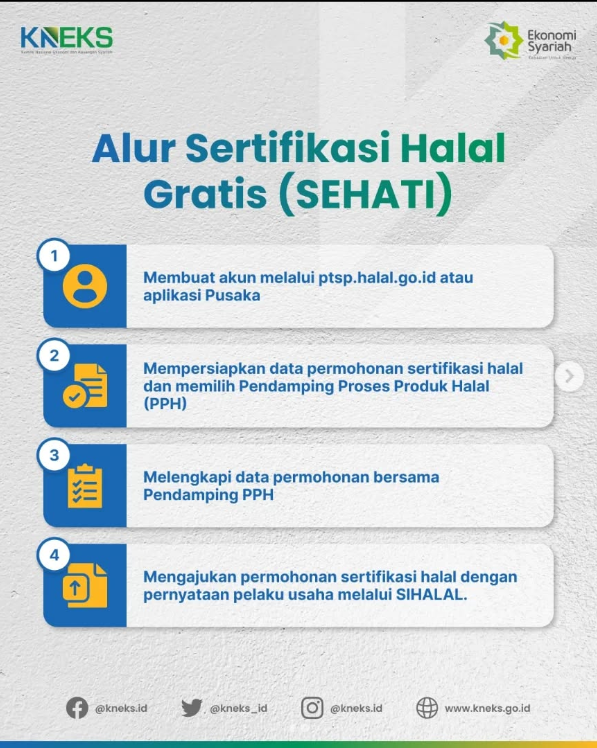 KNEKS
Komite Nasional Ekonomi dan Keuangan Syariah
Ekonomi
Syariah
Alur Sertifikasi Halal
Gratis (SEHATI)
1
Membuat akun melalui ptsp.halal.go.id atau
aplikasi Pusaka
2
Mempersiapkan data permohonan sertifikasi halal
dan memilih Pendamping Proses Produk Halal
(PPH)
3
Melengkapi data permohonan bersama
Pendamping PPH
4
Mengajukan permohonan sertifikasi halal dengan
pernyataan pelaku usaha melalui SIHALAL.
@kneks.id
@kneks_id
@kneks.id
www.kneks.go.id